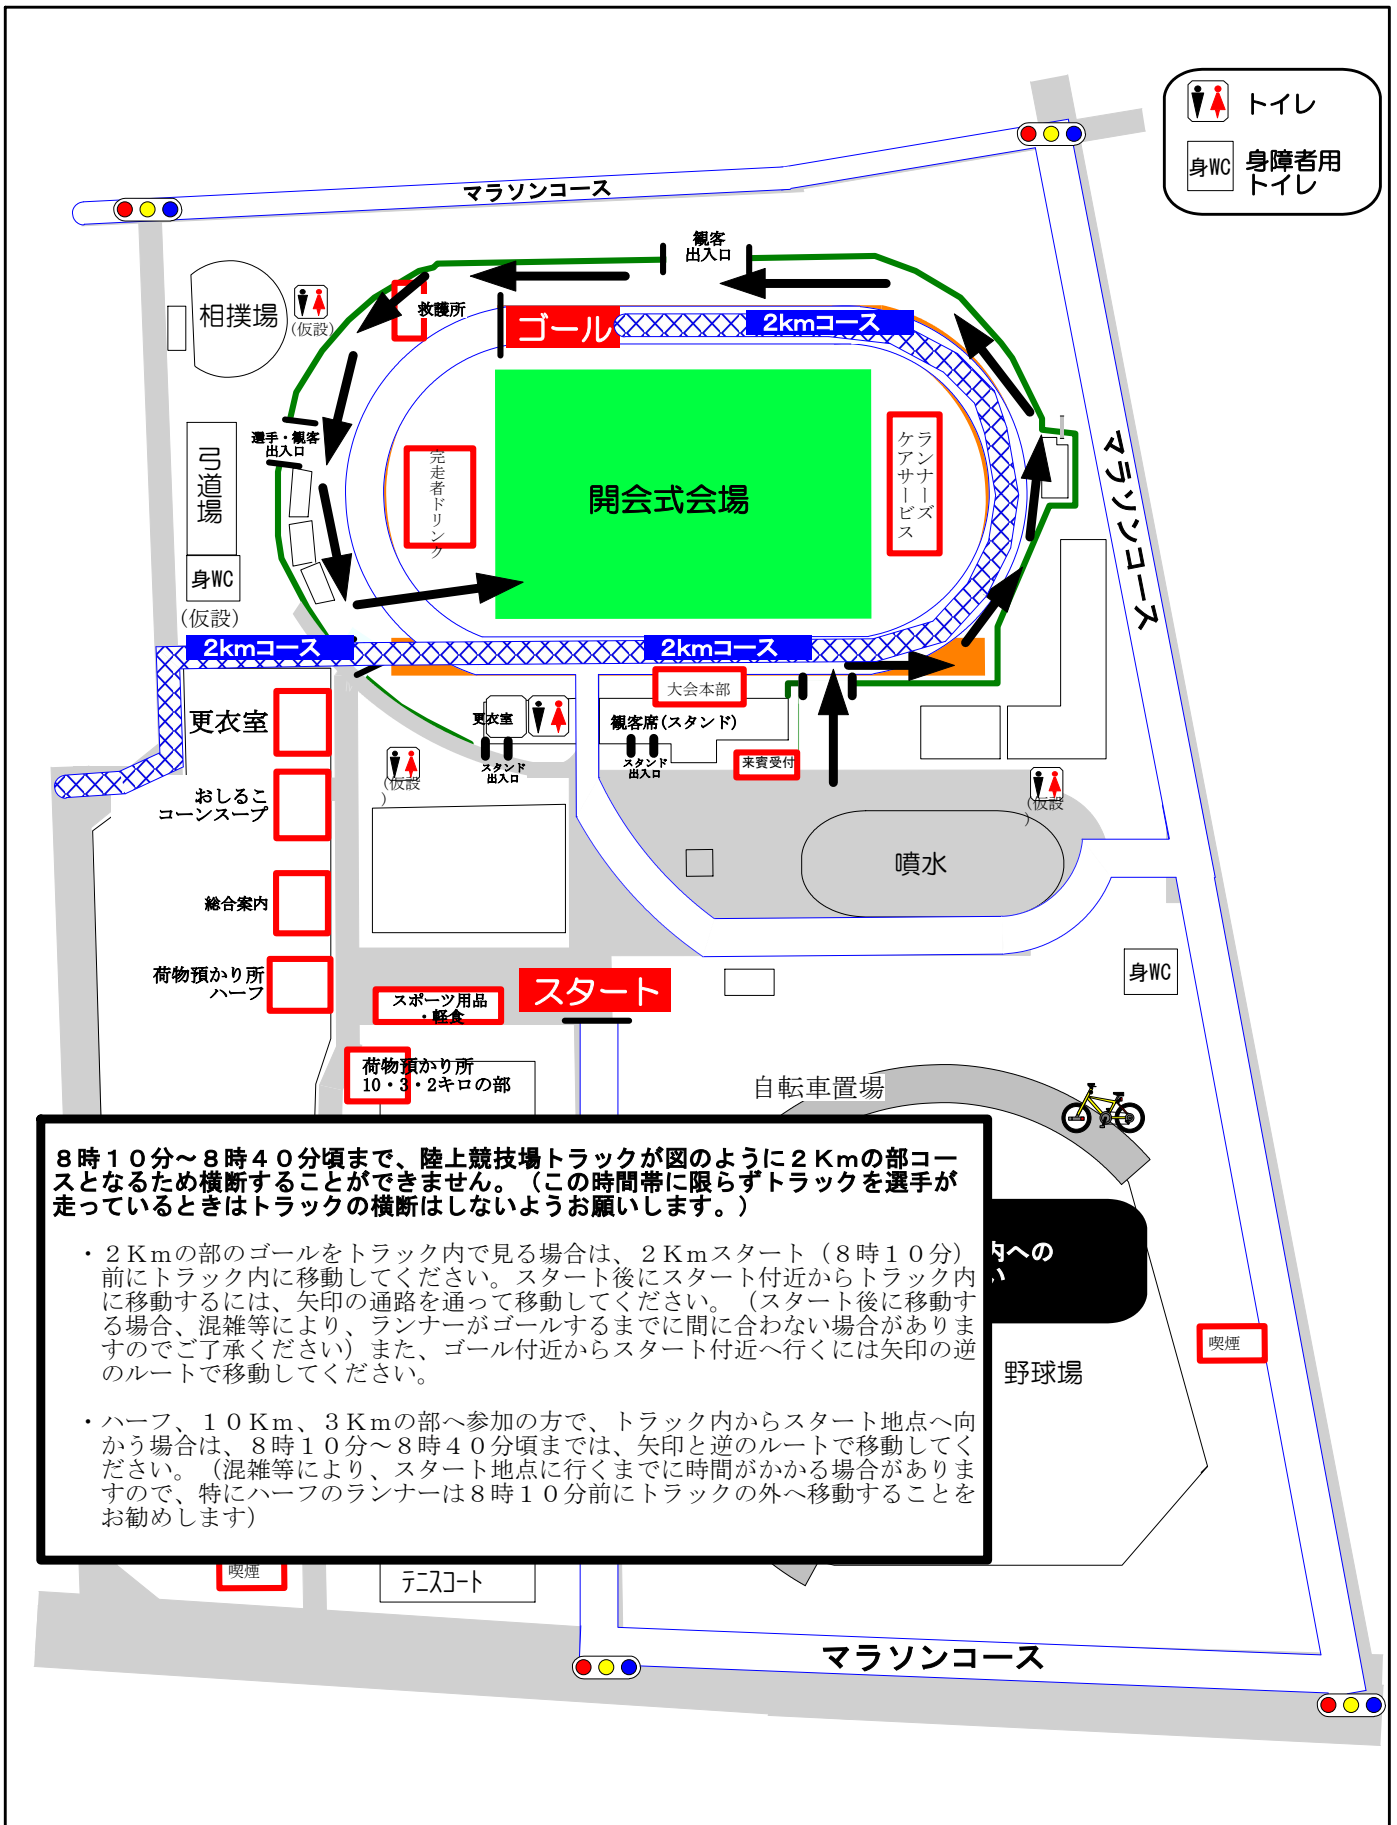 トイレ
身WC
身障者用
トイレ
マラソンコース
観客
出入口
相撲場
(仮設)
救護所
ゴール
2kmコース
選手・観客
出入口
弓道場
完走者ドリンク
開会式会場
ランナーズ
ケアサービス
マラソンコース
身WC
(仮設)
2kmコース
2kmコース
更衣室
大会本部
更衣室
観客席(スタンド)
スタンド
出入口
スタンド
出入口
来賓受付
(仮設
)
(仮設
)
おしるこ
コーンスープ
噴水
総合案内
荷物預かり所
ハーフ
スポーツ用品
・軽食
スタート
身WC
荷物預かり所
10・3・2キロの部
自転車置場
8時10分～8時40分頃まで、陸上競技場トラックが図のように2Kmの部コー
スとなるため横断することができません。（この時間帯に限らずトラックを選手が
走っているときはトラックの横断はしないようお願いします。）
・２Ｋｍの部のゴールをトラック内で見る場合は、２Ｋｍスタート（８時１０分）
前にトラック内に移動してください。スタート後にスタート付近からトラック内
に移動するには、矢印の通路を通って移動してください。（スタート後に移動す
る場合、混雑等により、ランナーがゴールするまでに間に合わない場合がありま
すのでご了承ください）また、ゴール付近からスタート付近へ行くには矢印の逆
のルートで移動してください。
・ハーフ、１０Ｋｍ、３Ｋｍの部へ参加の方で、トラック内からスタート地点へ向
かう場合は、８時１０分～８時４０分頃までは、矢印と逆のルートで移動してく
ださい。（混雑等により、スタート地点に行くまでに時間がかかる場合がありま
すので、特にハーフのランナーは８時１０分前にトラックの外へ移動することを
お勧めします）
内への
い
喫煙
野球場
喫煙
テニスコート
マラソンコース